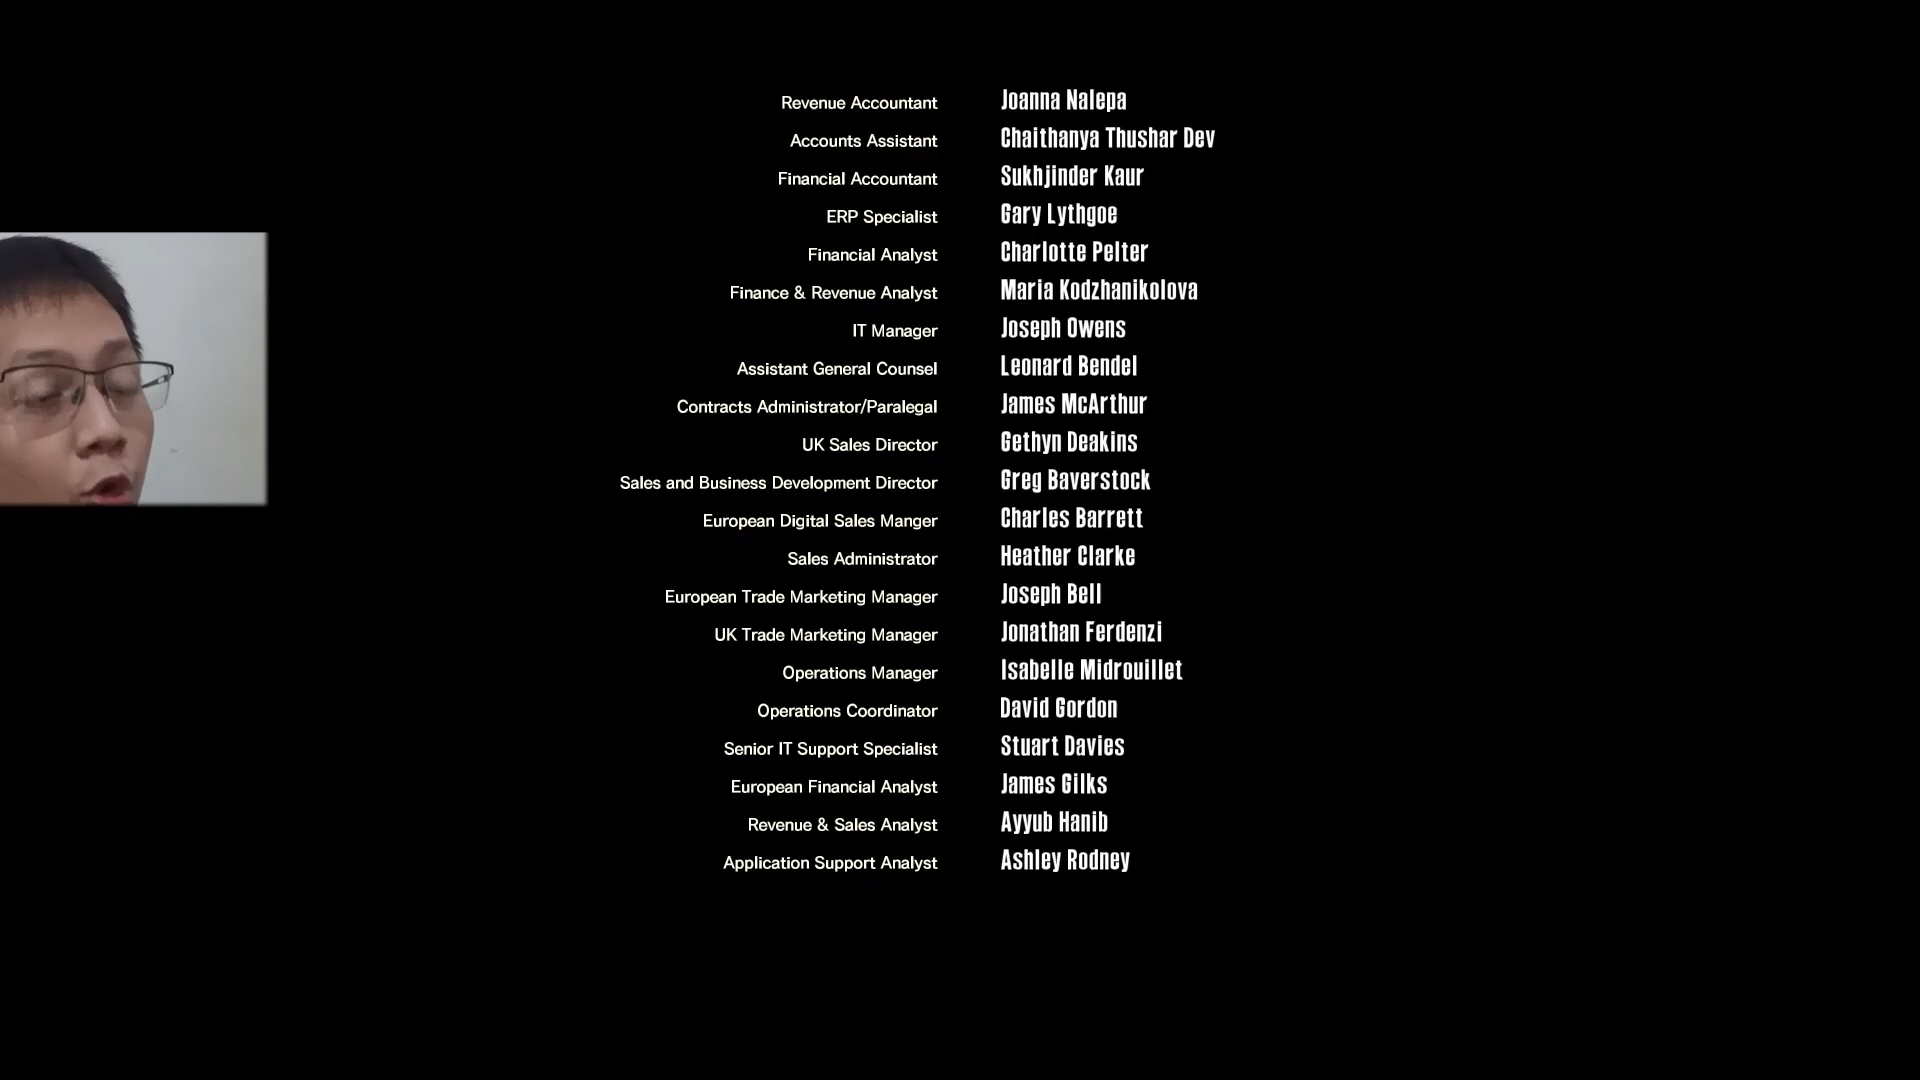 Revenue Accountant Joanna Nalepa
Accounts Assistant Chaithanya Thushar Dev
Financial Accountant Sukhjinder Kaur
ERP Specialist Gary Lythgoe
Financial Analyst Charlotte Pelter
Finance & Revenue Analyst Maria Kodzhanikolova
IT Manager Joseph Owens
Assistant General Counsel Leonard Bendel
Contracts Administrator/Paralegal James McArthur
UK Sales Director Gethyn Deakins
Sales and Business Development Director Greg Baverstock
European Digital Sales Manger Charles Barrett
Sales Administrator Heather Clarke
European Trade Marketing Manager Joseph Bell
UK Trade Marketing Manager Jonathan Ferdenzi
Operations Manager Isabelle Midrouillet
Operations Coordinator David Gordon
Senior IT Support Specialist Stuart Davies
European Financial Analyst James Gilks
Revenue & Sales Analyst Ayyub Hanib
Application Support Analyst Ashley Rodney